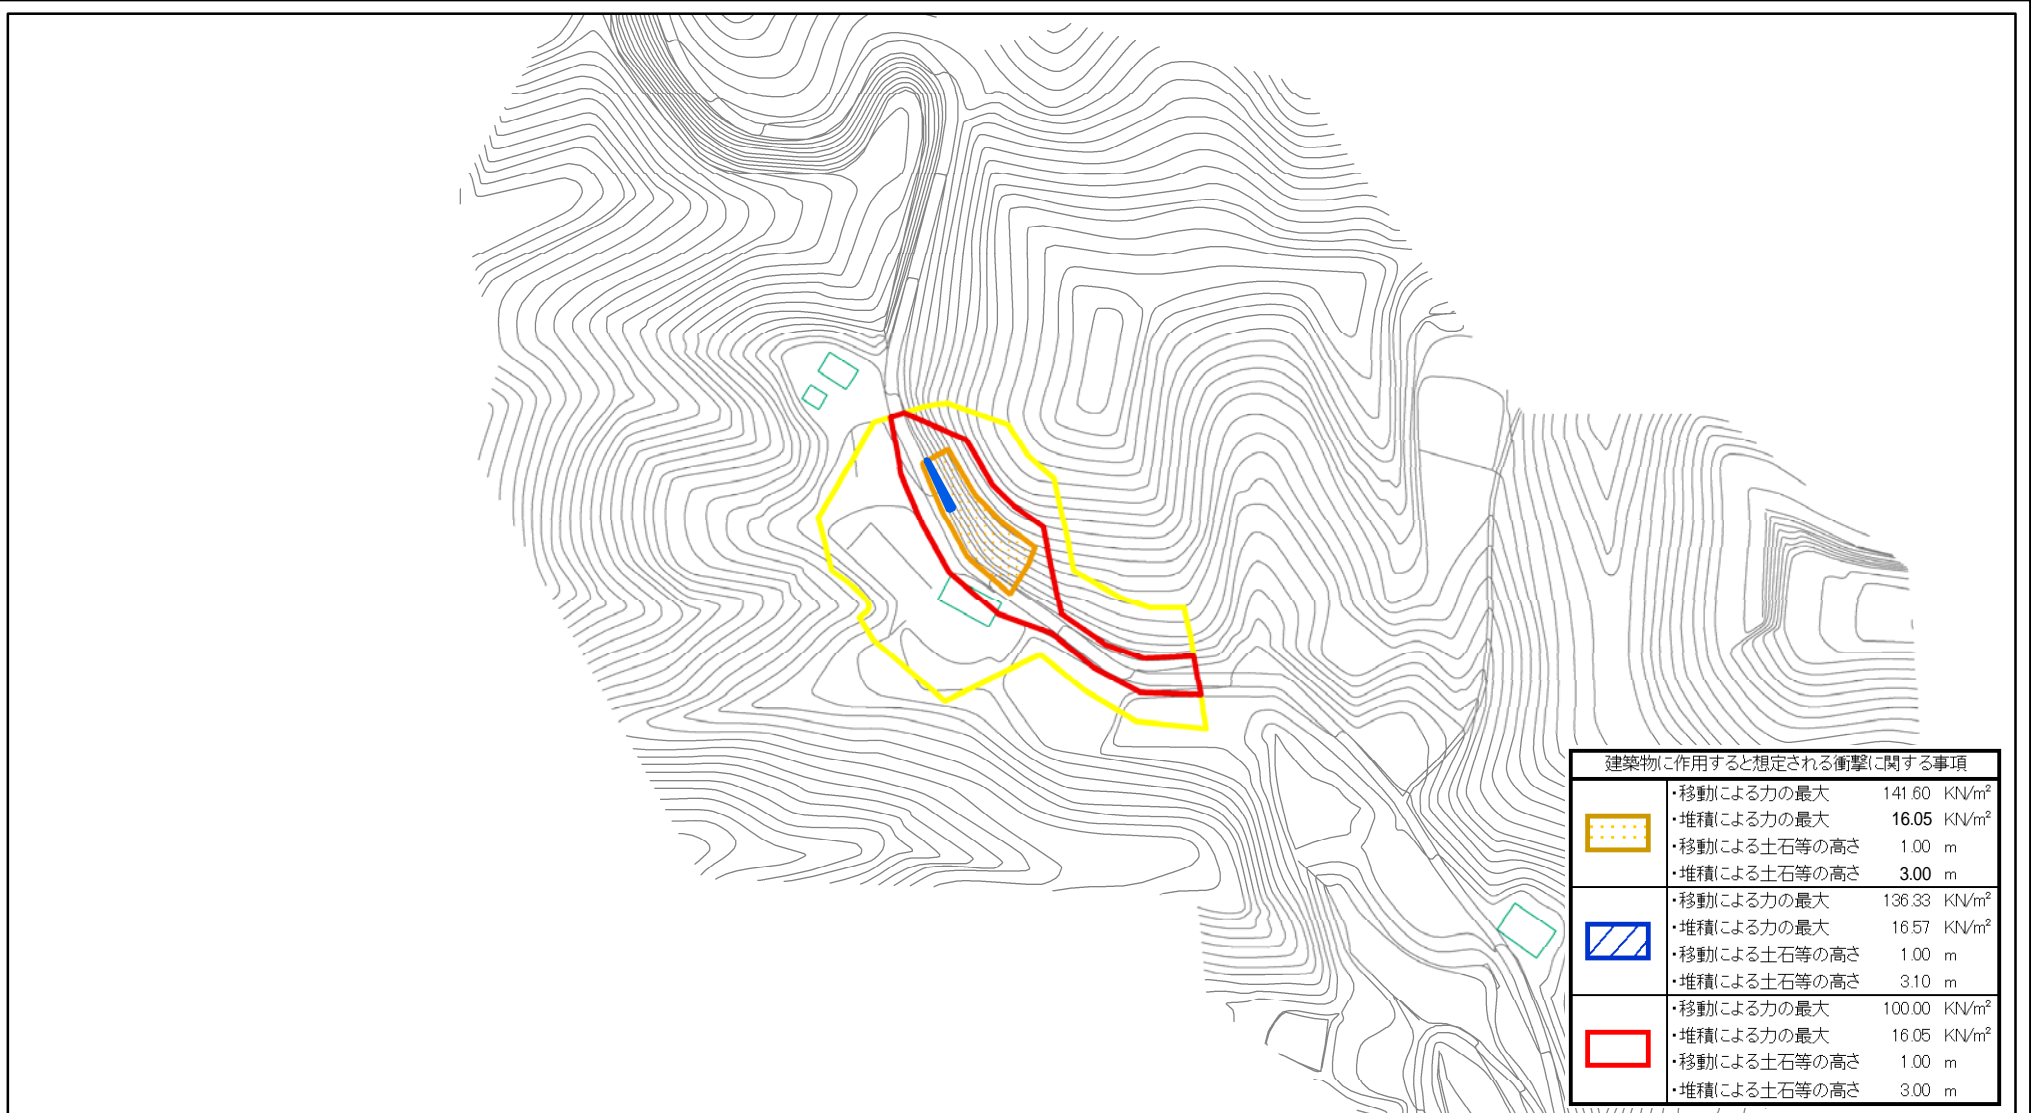 建築物に作用すると想定される衝撃に関する事項
・移動による力の最大 141.60 KN/m²
・堆積による力の最大 16.05 KN/m²
・移動による土石等の高さ 1.00 m
・堆積による土石等の高さ 3.00 m
・移動による力の最大 136.33 KN/m²
・堆積による力の最大 16.57 KN/m²
・移動による土石等の高さ 1.00 m
・堆積による土石等の高さ 3.10 m
・移動による力の最大 100.00 KN/m²
・堆積による力の最大 16.05 KN/m²
・移動による土石等の高さ 1.00 m
・堆積による土石等の高さ 3.00 m